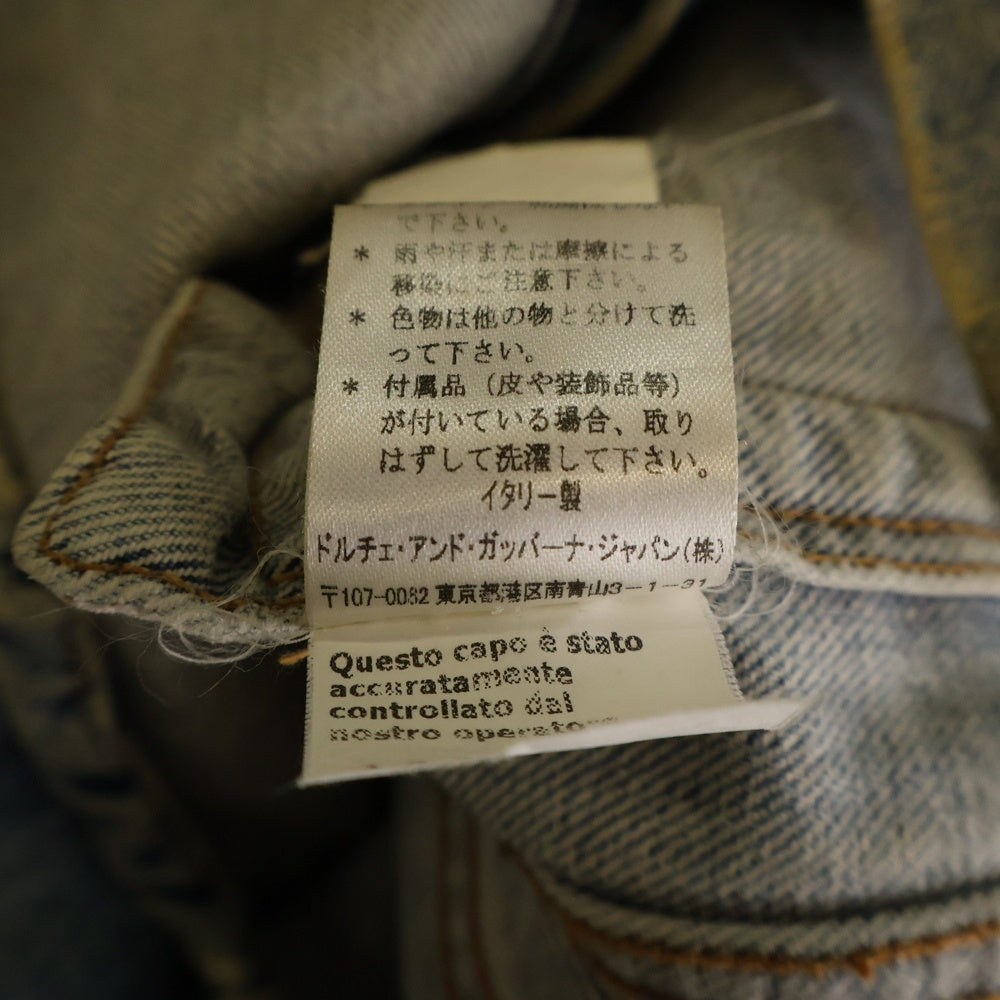 で下さい。
* 雨や汗または摩擦による
移染にご注意下さい。
* 色物は他の物と分けて洗
って下さい。
* 付属品（皮や装飾品等）
が付いている場合、取り
はずして洗濯して下さい。
イタリー製
ドルチェ・アンド・ガッバーナ・ジャパン(株)
〒107-0062 東京都港区南青山3-1-31
Questo capo è stato
accuratamente
controllato dal
nostro operatore